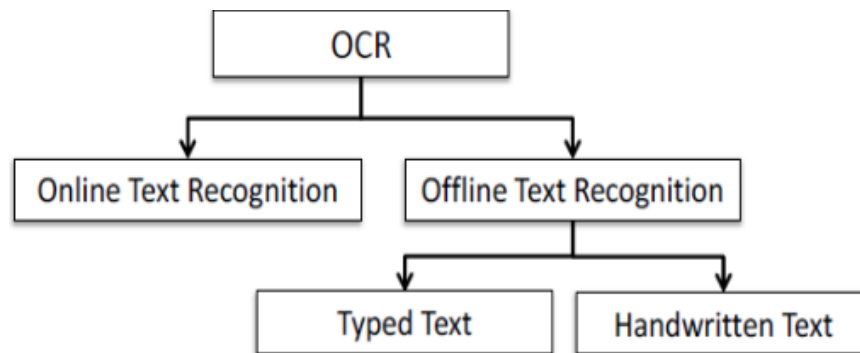 OCR
Online Text Recognition
Offline Text Recognition
Typed Text
Handwritten Text